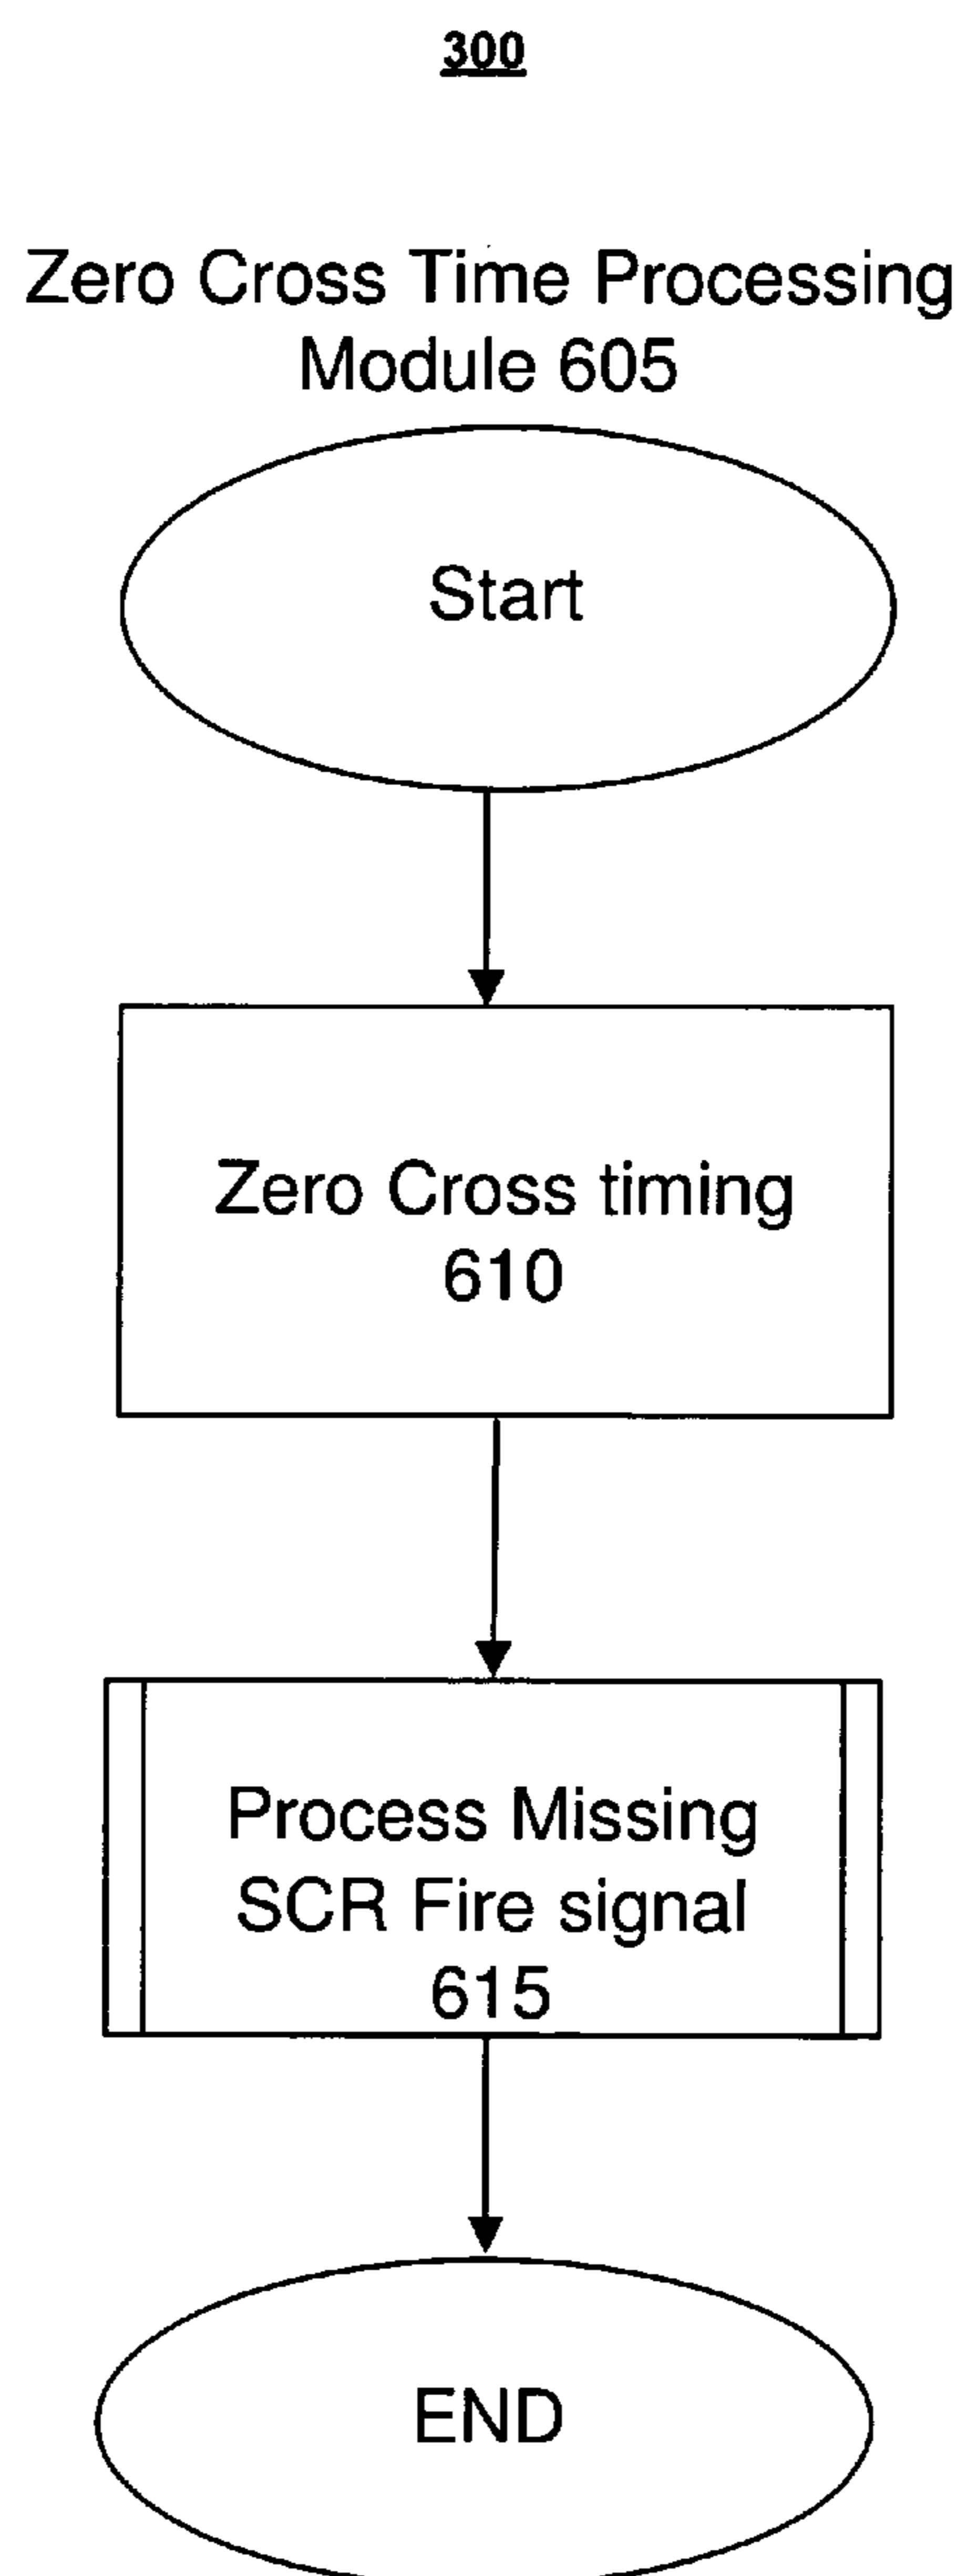 300
Zero Cross Time Processing
Module 605
Start
Zero Cross timing
610
Process Missing
SCR Fire signal
615
END